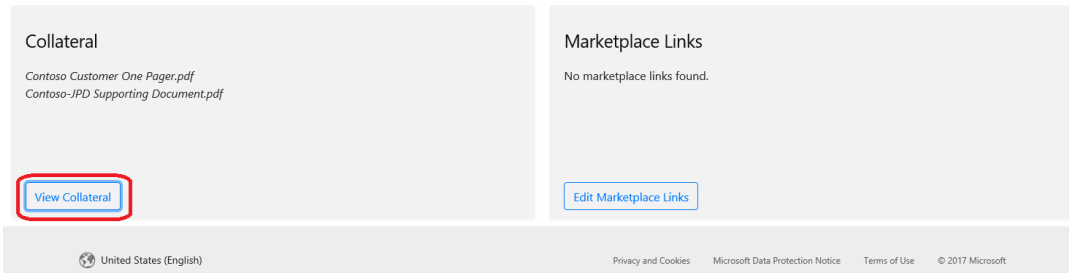 Collateral
Contoso Customer One Pager.pdf
Contoso-JPD Supporting Document.pdf
View Collateral
Marketplace Links
No marketplace links found.
Edit Marketplace Links
United States (English)
Privacy and Cookies
Microsoft Data Protection Notice
Terms of Use
© 2017 Microsoft